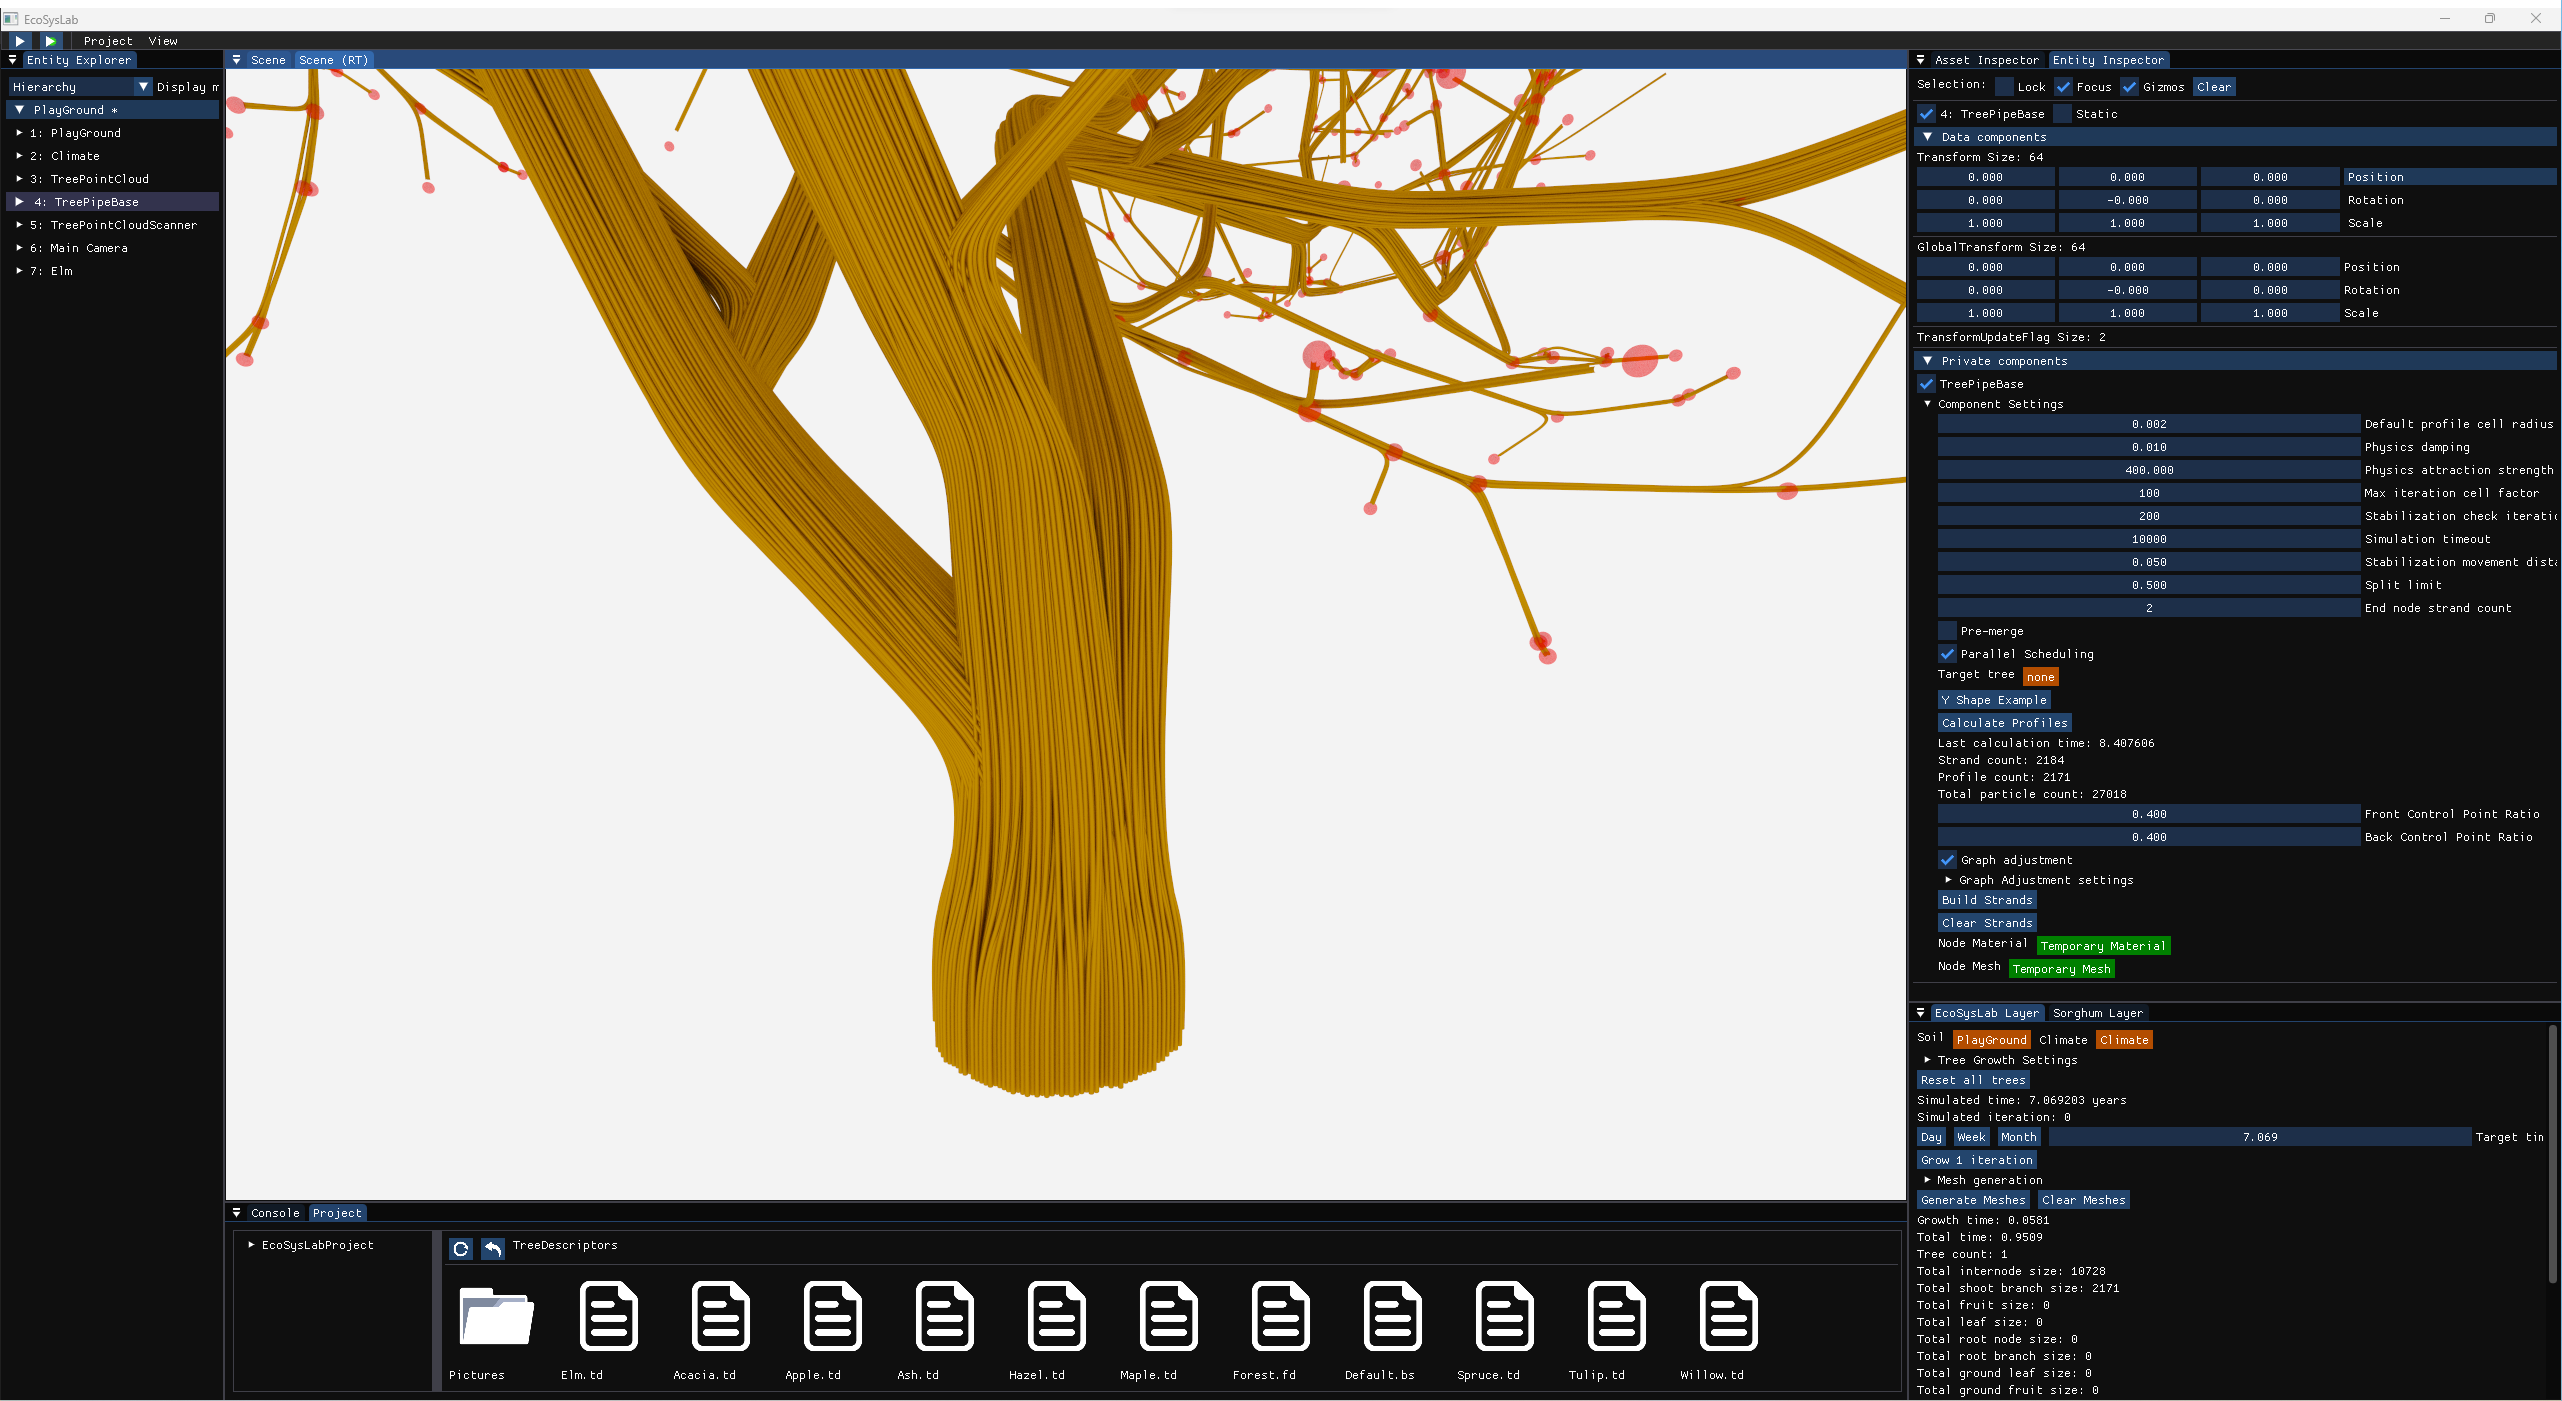 EcoSysLab
Project View
Entity Explorer
Hierarchy Display m
PlayGround *
1: PlayGround
2: Climate
3: TreePointCloud
4: TreePipeBase
5: TreePointCloudScanner
6: Main Camera
7: Elm
Scene Scene (RT)
Console Project
EcoSysLabProject
TreeDescriptors
Pictures Elm.td Acacia.td Apple.td Ash.td Hazel.td Maple.td Forest.fd Default.bs Spruce.td Tulip.td Willow.td
Asset Inspector Entity Inspector
Selection: Lock Focus Gizmos Clear
4: TreePipeBase Static
Data components
Transform Size: 64
0.000 0.000 0.000 Position
0.000 -0.000 0.000 Rotation
1.000 1.000 1.000 Scale
GlobalTransform Size: 64
0.000 0.000 0.000 Position
0.000 -0.000 0.000 Rotation
1.000 1.000 1.000 Scale
TransformUpdateFlag Size: 2
Private components
TreePipeBase
Component Settings
0.002 Default profile cell radius
0.010 Physics damping
400.000 Physics attraction strength
100 Max iteration cell factor
200 Stabilization check iteratio
10000 Simulation timeout
0.050 Stabilization movement dista
0.500 Split limit
2 End node strand count
Pre-merge
Parallel Scheduling
Target tree none
Y Shape Example
Calculate Profiles
Last calculation time: 8.407606
Strand count: 2184
Profile count: 2171
Total particle count: 27018
0.400 Front Control Point Ratio
0.400 Back Control Point Ratio
Graph adjustment
Graph Adjustment settings
Build Strands
Clear Strands
Node Material Temporary Material
Node Mesh Temporary Mesh
EcoSysLab Layer Sorghum Layer
Soil PlayGround Climate Climate
Tree Growth Settings
Reset all trees
Simulated time: 7.069203 years
Simulated iteration: 0
Day Week Month 7.069 Target tim
Grow 1 iteration
Mesh generation
Generate Meshes Clear Meshes
Growth time: 0.0581
Total time: 0.9509
Tree count: 1
Total internode size: 10728
Total shoot branch size: 2171
Total fruit size: 0
Total leaf size: 0
Total root node size: 0
Total root branch size: 0
Total ground leaf size: 0
Total ground fruit size: 0